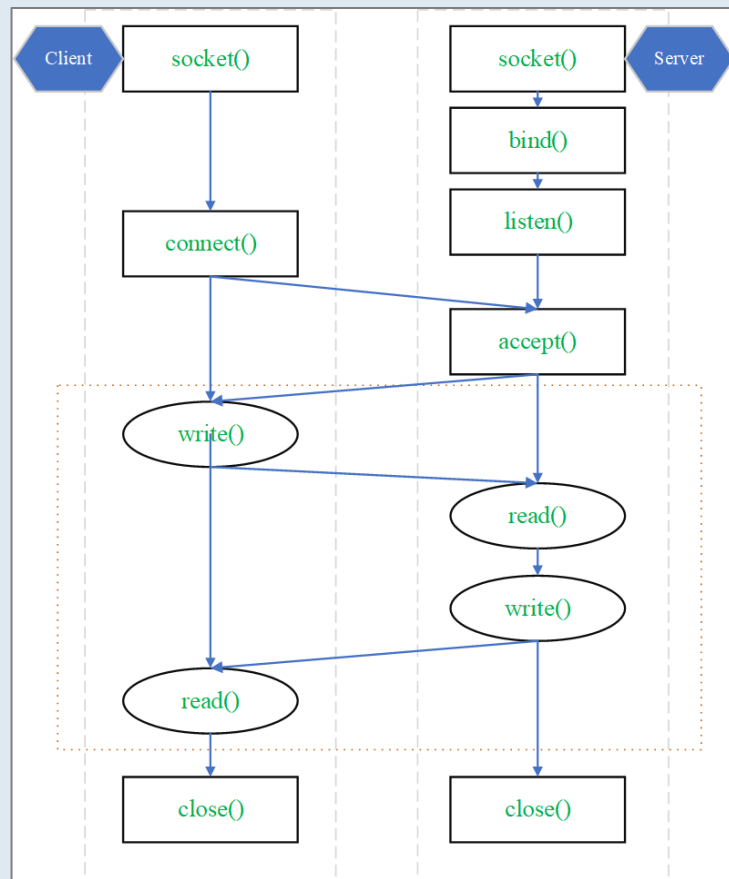 Client
socket()
socket()
Server
bind()
connect()
listen()
accept()
write()
read()
write()
read()
close()
close()